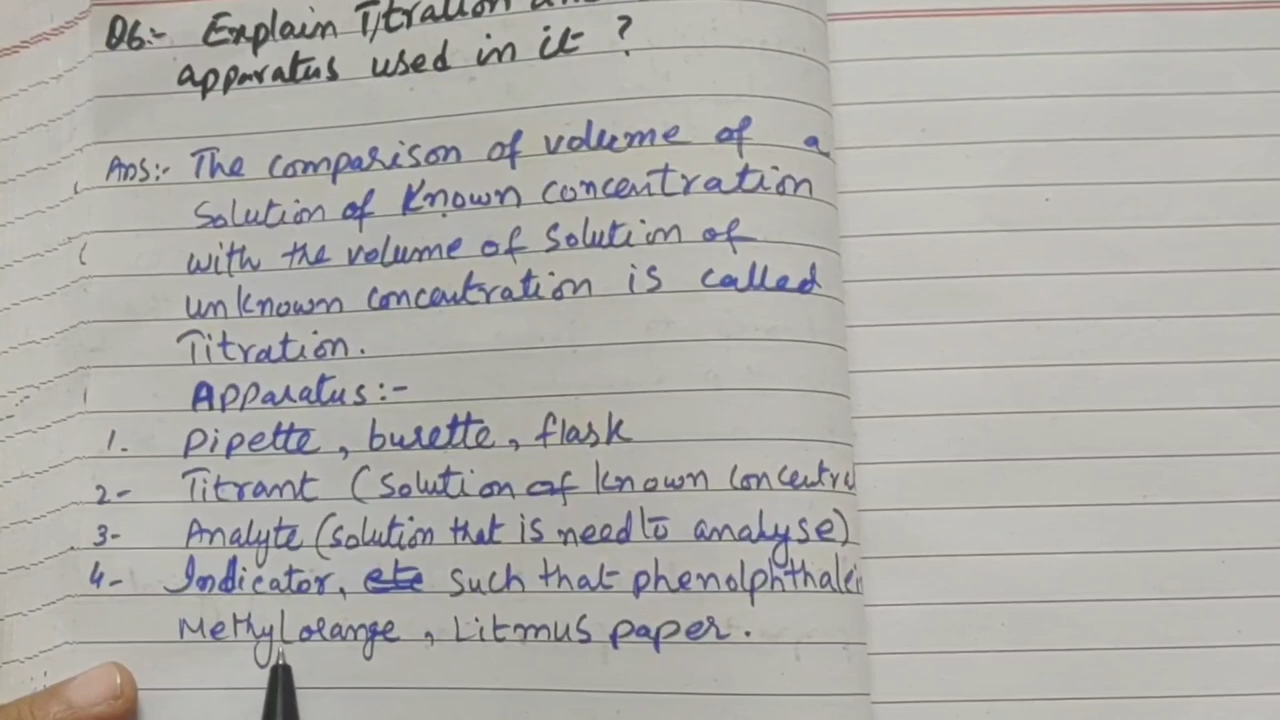 Q6:- Explain Titration
apparatus used in it ?
Ans:- The comparison of volume of a
Solution of Known concentration
with the volume of solution of
unknown concentration is called
Titration.
Apparatus:-
1. Pipette, burette, flask
2- Titrant (solution of known concentra
3- Analyte (solution that is need to analyse)
4- Indicator, etc such that phenolphthalei
Methyl orange, Litmus paper.